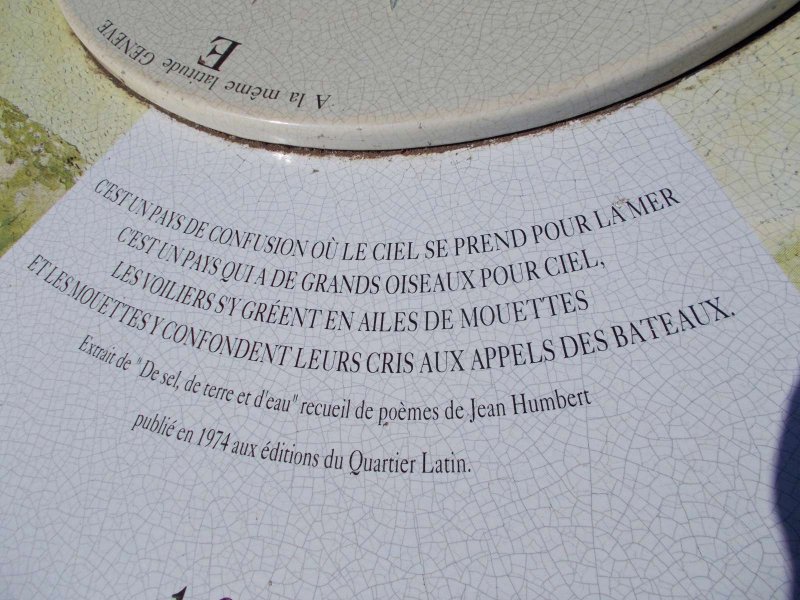 A la même latitude GENEVE
E
C'EST UN PAYS DE CONFUSION OÙ LE CIEL SE PREND POUR LA MER
C'EST UN PAYS QUI A DE GRANDS OISEAUX POUR CIEL,
LES VOILIERS S'Y GRÉENT EN AILES DE MOUETTES
ET LES MOUETTES Y CONFONDENT LEURS CRIS AUX APPELS DES BATEAUX.
Extrait de "De sel, de terre et d'eau" recueil de poèmes de Jean Humbert
publié en 1974 aux éditions du Quartier Latin.